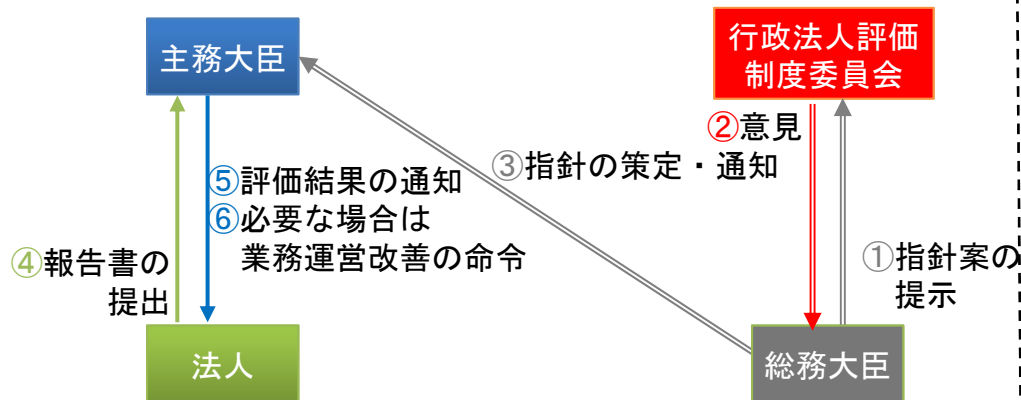 主務大臣
行政法人評価
制度委員会
②意見
③指針の策定・通知
⑤評価結果の通知
⑥必要な場合は
業務運営改善の命令
④報告書の
提出
①指針案の
提示
法人
総務大臣